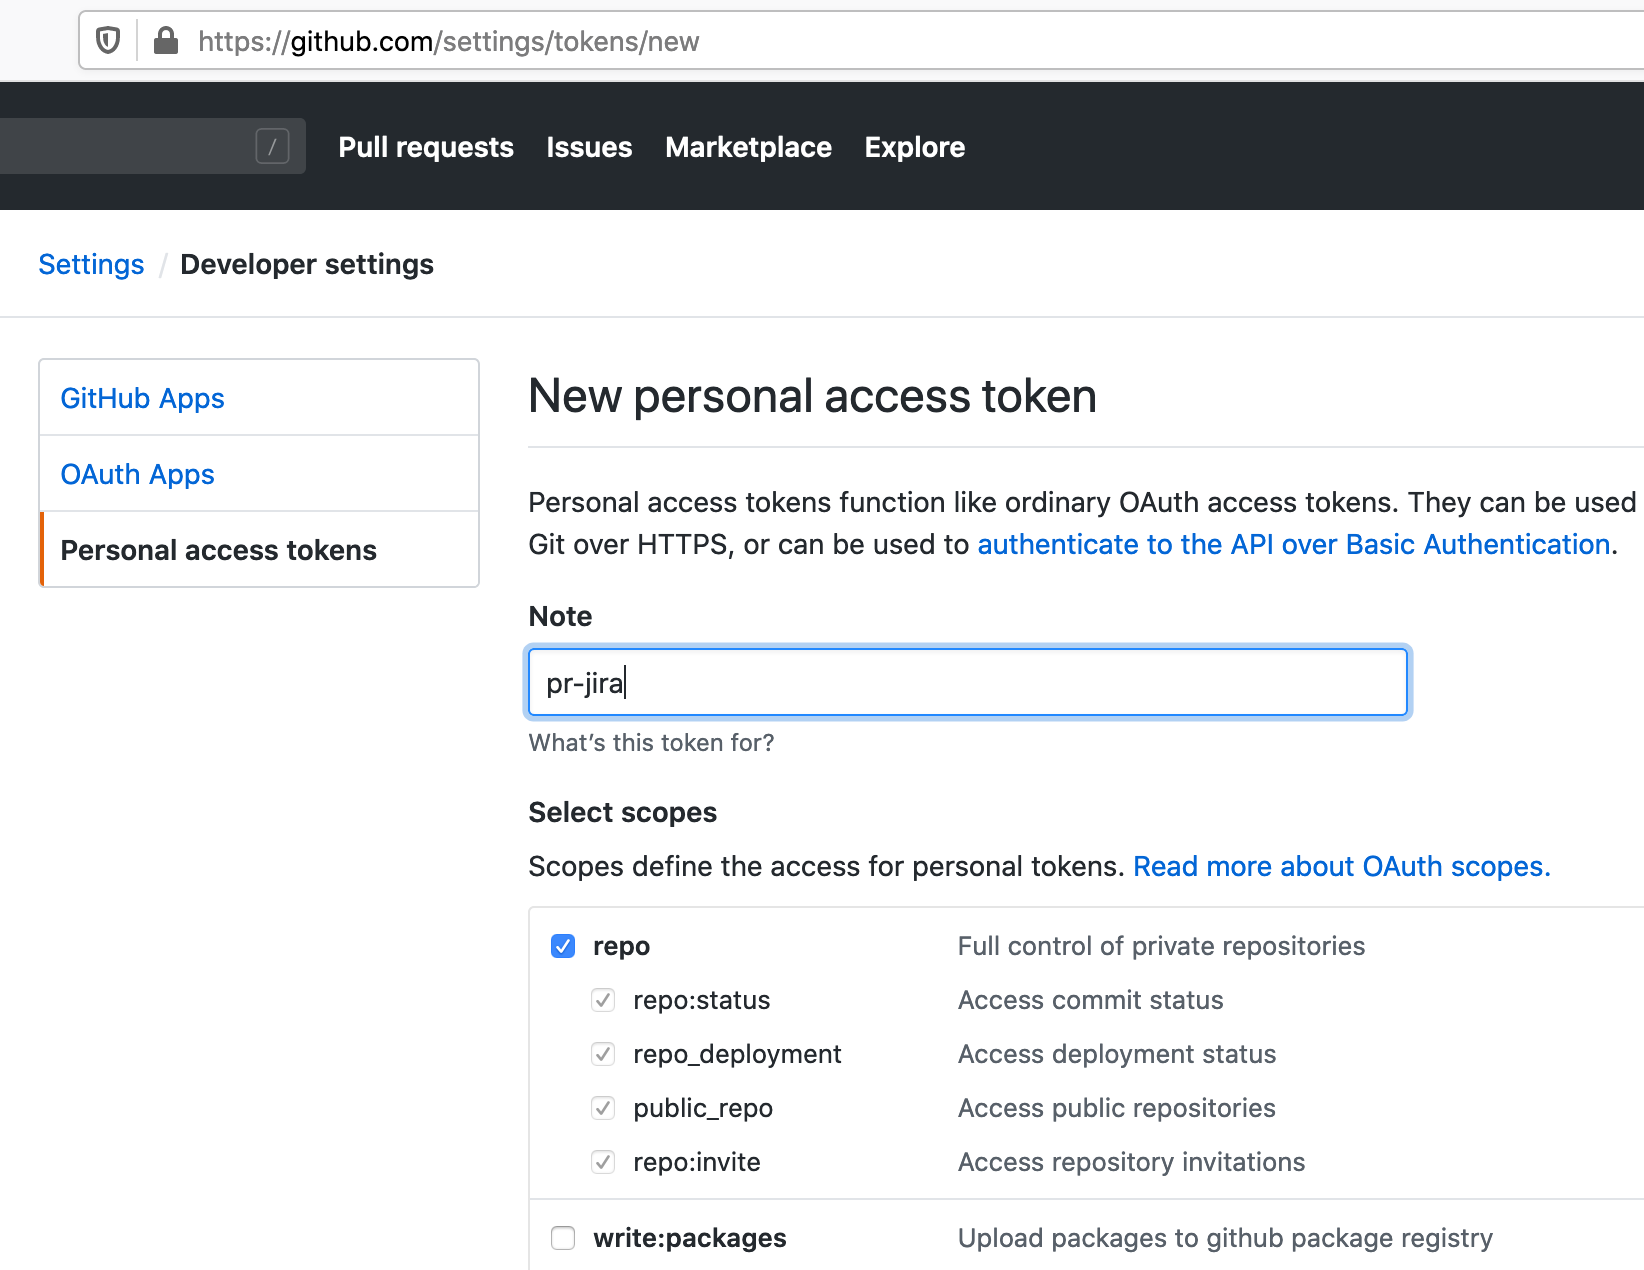 https://github.com/settings/tokens/new
/
Pull requests Issues Marketplace Explore
Settings / Developer settings
GitHub Apps
OAuth Apps
Personal access tokens
New personal access token
Personal access tokens function like ordinary OAuth access tokens. They can be used
Git over HTTPS, or can be used to authenticate to the API over Basic Authentication.
Note
pr-jira
What's this token for?
Select scopes
Scopes define the access for personal tokens. Read more about OAuth scopes.
repo Full control of private repositories
repo:status Access commit status
repo_deployment Access deployment status
public_repo Access public repositories
repo:invite Access repository invitations
write:packages Upload packages to github package registry